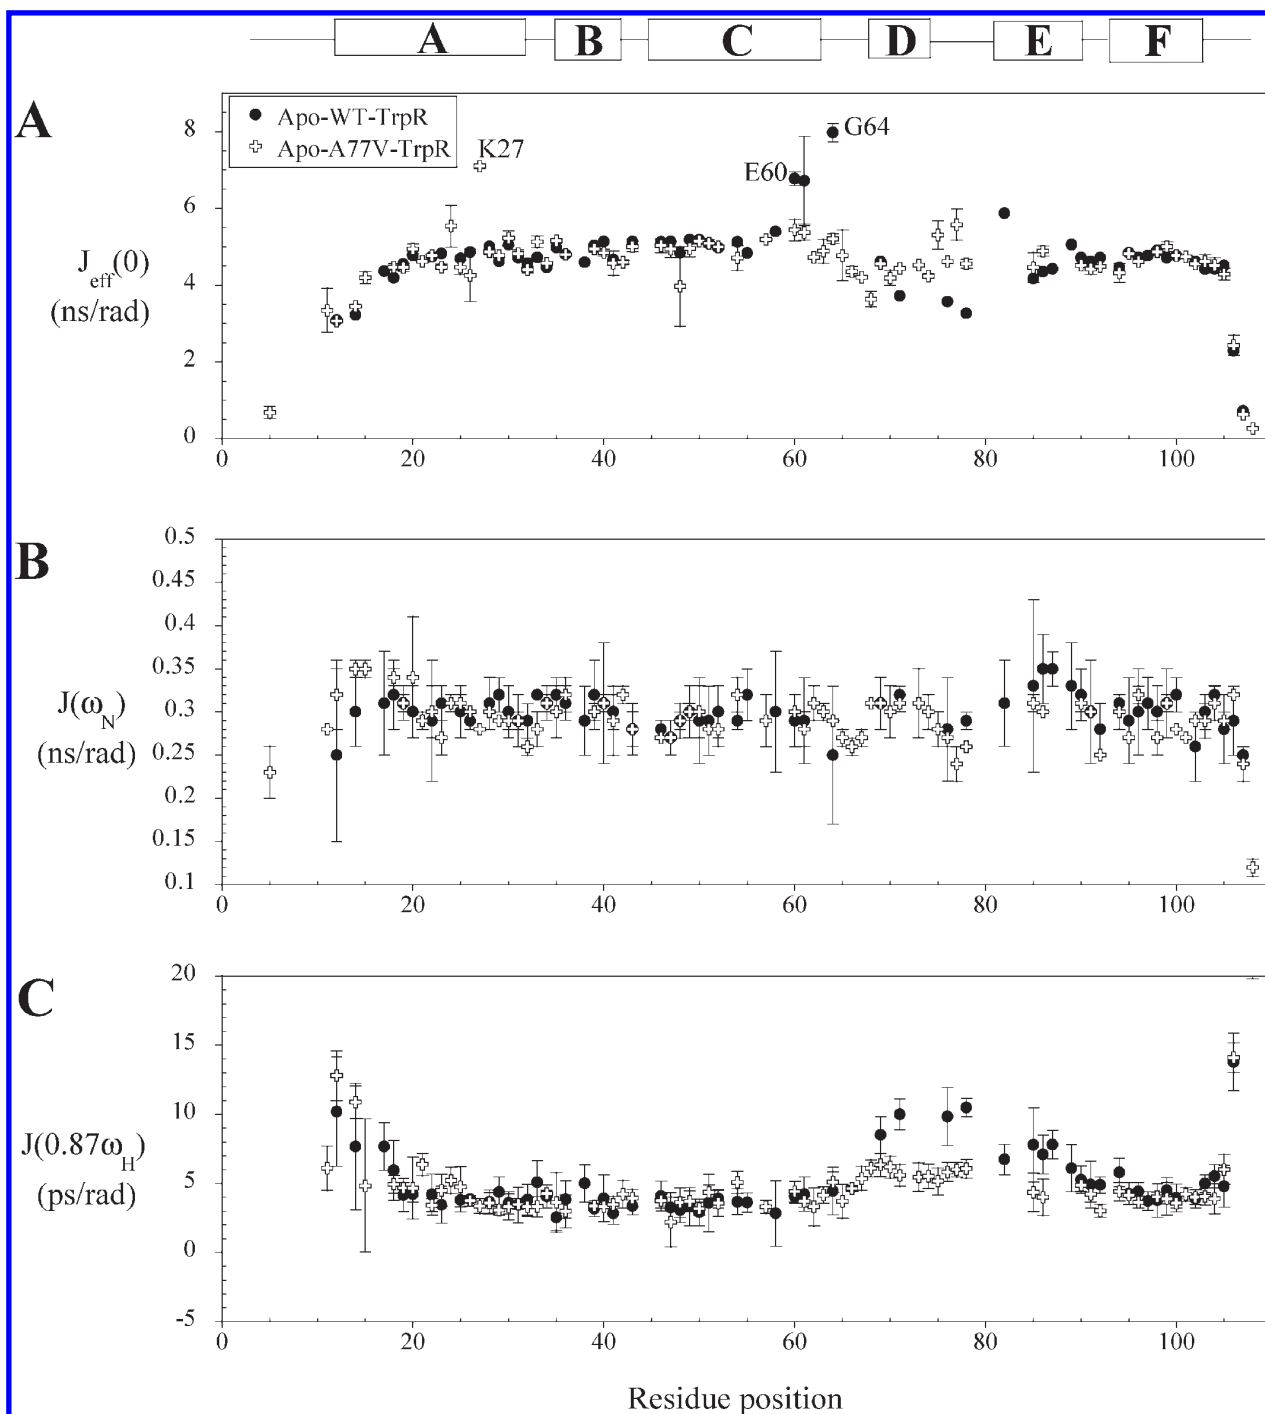 A B C D E F
A
Apo-WT-TrpR
Apo-A77V-TrpR
K27
G64
E60
J_eff(0)
(ns/rad)
8
6
4
2
0
0 20 40 60 80 100
B
J(ω_N)
(ns/rad)
0.5
0.45
0.4
0.35
0.3
0.25
0.2
0.15
0.1
0 20 40 60 80 100
C
J(0.87ω_H)
(ps/rad)
20
15
10
5
0
-5
0 20 40 60 80 100
Residue position